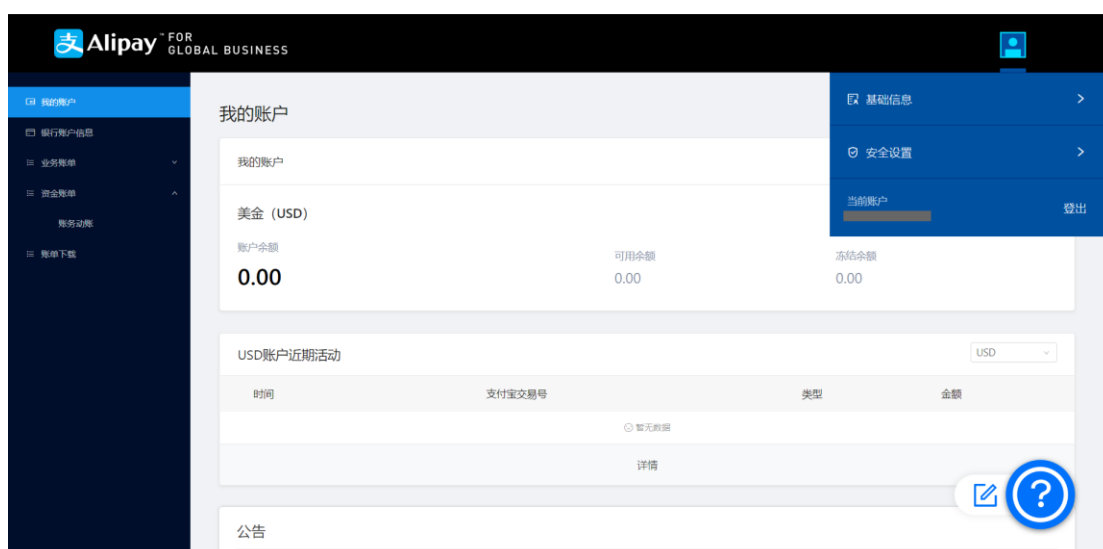 支 Alipay™ FOR
GLOBAL BUSINESS
我的账户
银行账户信息
业务账单
资金账单
账务动账
账单下载
我的账户
我的账户
美金（USD）
账户余额
0.00
可用余额
0.00
冻结余额
0.00
基础信息
安全设置
当前账户
登出
USD账户近期活动
USD
时间 支付宝交易号 类型 金额
暂无数据
详情
公告
?